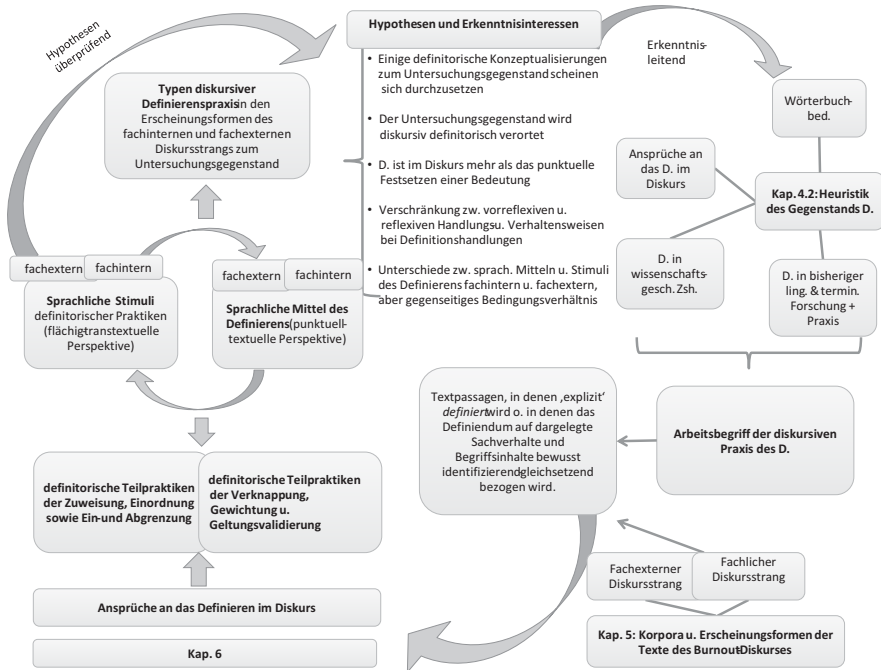 Hypothesen
überprüfend
Hypothesen und Erkenntnisinteressen
• Einige definitorische Konzeptualisierungen
zum Untersuchungsgegenstand scheinen
sich durchzusetzen
• Der Untersuchungsgegenstand wird
diskursiv definitorisch verortet
• D. ist im Diskurs mehr als das punktuelle
Festsetzen einer Bedeutung
• Verschränkung zw. vorreflexiven u.
reflexiven Handlungsu. Verhaltensweisen
bei Definitionshandlungen
• Unterschiede zw. sprach. Mitteln u. Stimuli
des Definierens fachintern u. fachextern,
aber gegenseitiges Bedingungsverhältnis
Erkenntnis-
leitend
Wörterbuch-
bed.
Ansprüche an
das D. im
Diskurs
Kap. 4.2: Heuristik
des Gegenstands D.
D. in
wissenschafts-
gesch. Zsh.
D. in bisheriger
ling. & termin.
Forschung +
Praxis
Typen diskursiver
Definierenspraxis in den
Erscheinungsformen des
fachinternen und fachexternen
Diskursstrangs zum
Untersuchungsgegenstand
fachextern
fachintern
Sprachliche Stimuli
definitorischer Praktiken
(flächigtranstextuelle
Perspektive)
fachextern
fachintern
Sprachliche Mittel des
Definierens(punktuell-
textuelle Perspektive)
Textpassagen, in denen ‚explizit‘
definiertwird o. in denen das
Definiendum auf dargelegte
Sachverhalte und
Begriffsinhalte bewusst
identifizierendgleichsetzend
bezogen wird.
Arbeitsbegriff der diskursiven
Praxis des D.
definitorische Teilpraktiken
der Zuweisung, Einordnung
sowie Ein-und Abgrenzung
definitorische Teilpraktiken
der Verknappung,
Gewichtung u.
Geltungsvalidierung
Ansprüche an das Definieren im Diskurs
Kap. 6
Fachexterner
Diskursstrang
Fachlicher
Diskursstrang
Kap. 5: Korpora u. Erscheinungsformen der
Texte des Burnout-Diskurses